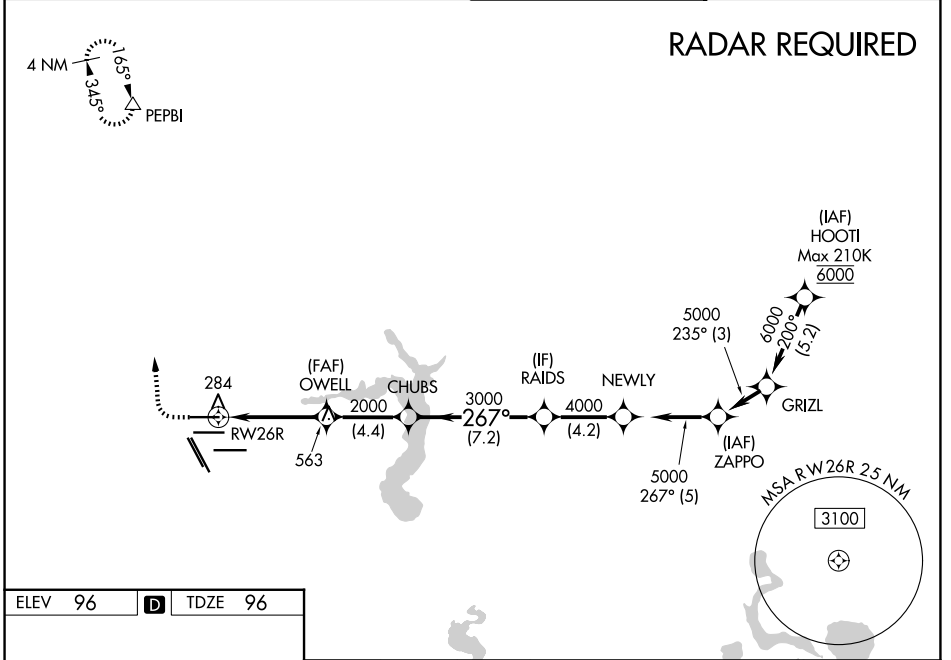 RADAR REQUIRED
4 NM
165°
345°
PEPBI
(IAF)
HOOTI
Max 210K
6000
6000
200°
(5.2)
5000
235° (3)
GRIZL
(IAF)
ZAPPO
5000
267° (5)
NEWLY
4000
(4.2)
(IF)
RAIDS
3000
267°
(7.2)
CHUBS
2000
(4.4)
(FAF)
OWELL
563
284
RW26R
MSA RW26R 25 NM
3100
ELEV 96 D TDZE 96